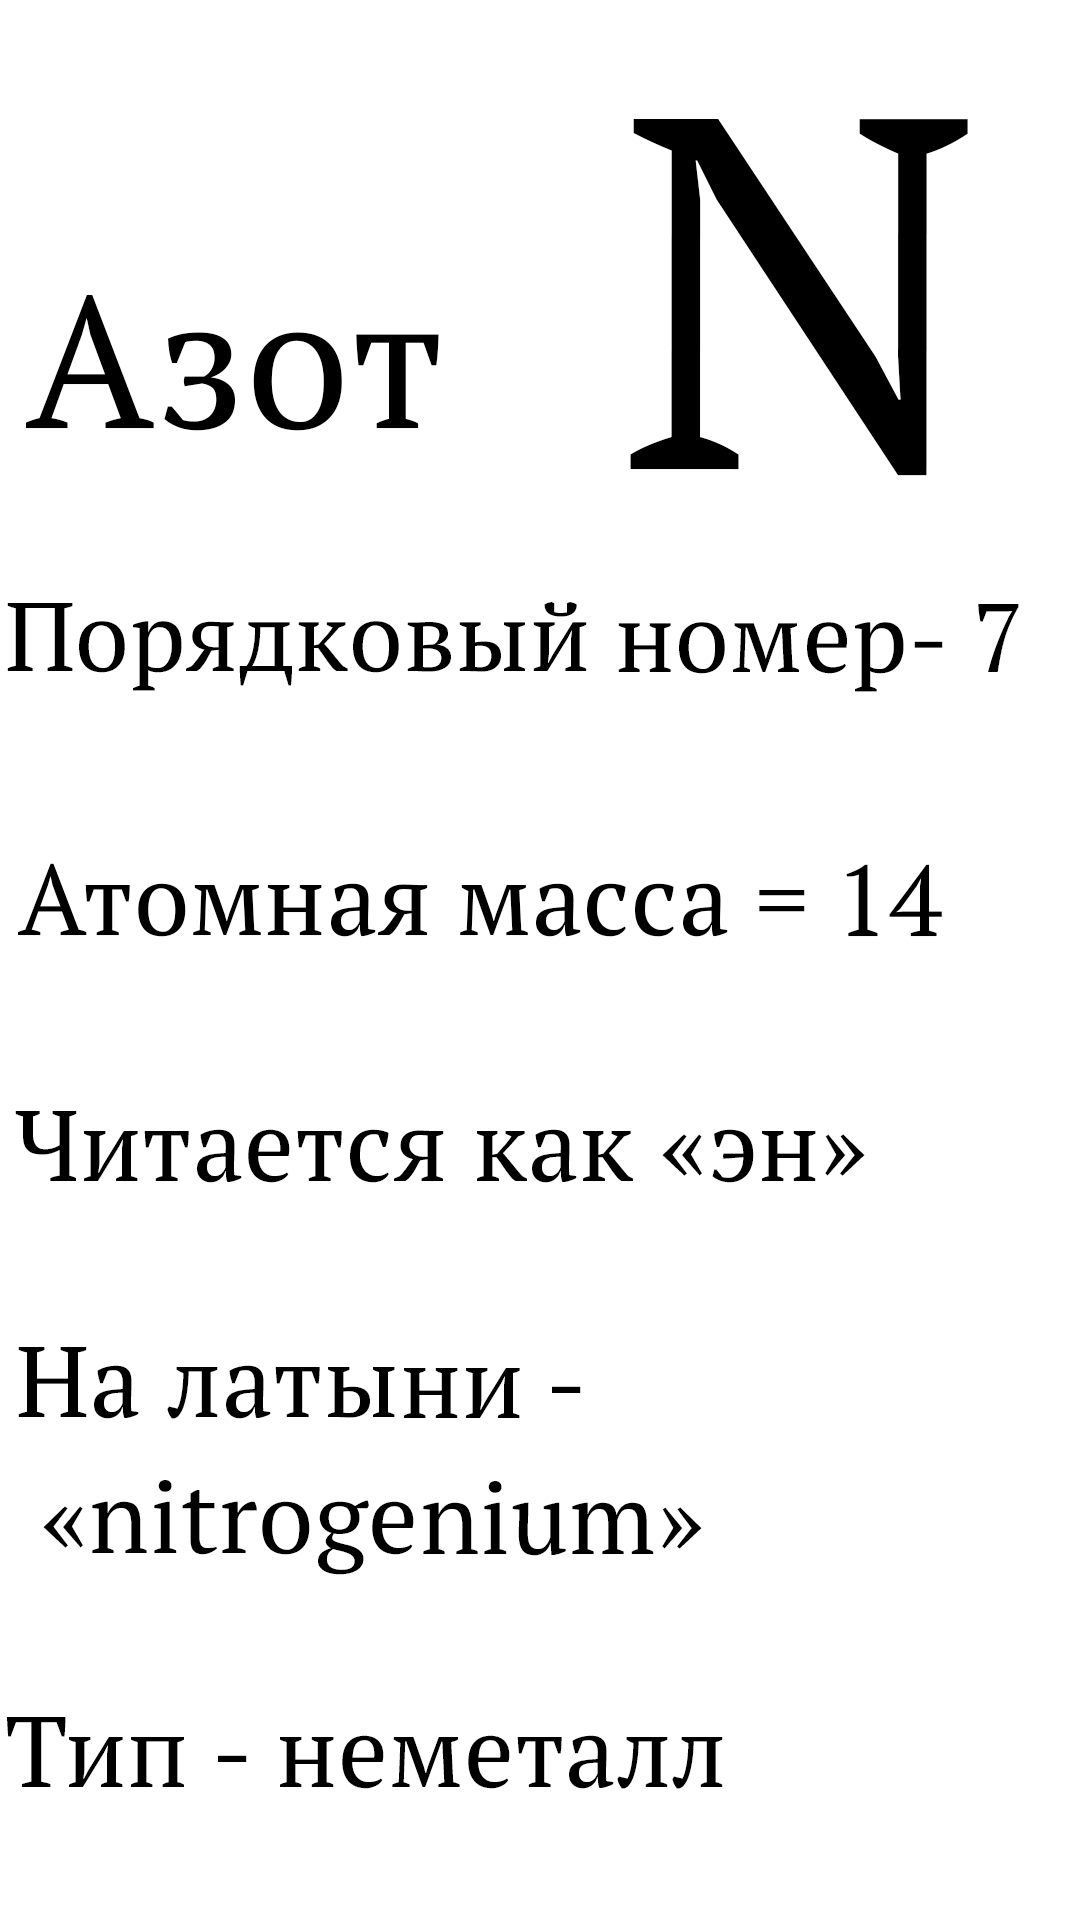 Азот N
Порядковый номер- 7
Атомная масса = 14
Читается как «эн»
На латыни -
«nitrogenium»
Тип - неметалл